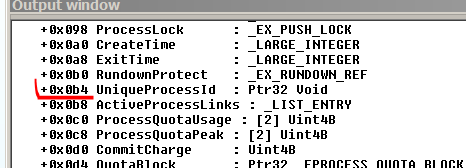 Output window
+0x098 ProcessLock : _EX_PUSH_LOCK
+0x0a0 CreateTime : _LARGE_INTEGER
+0x0a8 ExitTime : _LARGE_INTEGER
+0x0b0 RundownProtect : _EX_RUNDOWN_REF
+0x0b4 UniqueProcessId : Ptr32 Void
+0x0b8 ActiveProcessLinks : _LIST_ENTRY
+0x0c0 ProcessQuotaUsage : [2] Uint4B
+0x0c8 ProcessQuotaPeak : [2] Uint4B
+0x0d0 CommitCharge : Uint4B
+0x0d4 QuotaBlock : Ptr32 _EPROCESS_QUOTA_BLOCK